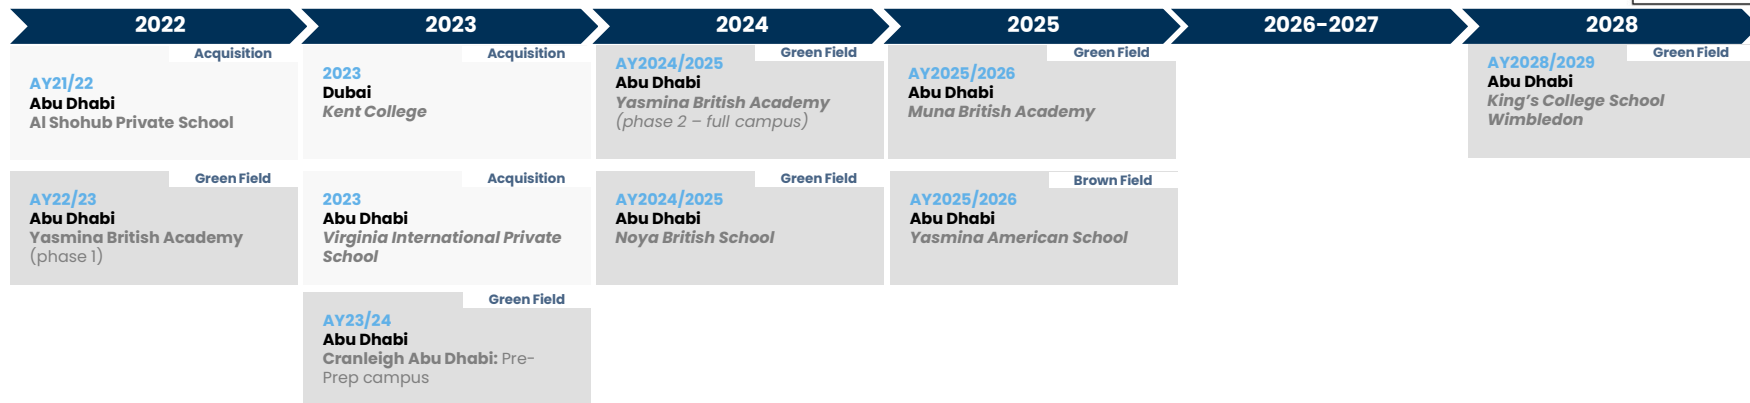 2022
2023
2024
2025
2026-2027
2028
Acquisition
AY21/22
Abu Dhabi
Al Shohub Private School
Acquisition
2023
Dubai
Kent College
Green Field
AY2024/2025
Abu Dhabi
Yasmina British Academy
(phase 2 – full campus)
Green Field
AY2025/2026
Abu Dhabi
Muna British Academy
Green Field
AY2028/2029
Abu Dhabi
King’s College School
Wimbledon
Green Field
AY22/23
Abu Dhabi
Yasmina British Academy
(phase 1)
Acquisition
2023
Abu Dhabi
Virginia International Private
School
Green Field
AY2024/2025
Abu Dhabi
Noya British School
Brown Field
AY2025/2026
Abu Dhabi
Yasmina American School
Green Field
AY23/24
Abu Dhabi
Cranleigh Abu Dhabi: Pre-
Prep campus